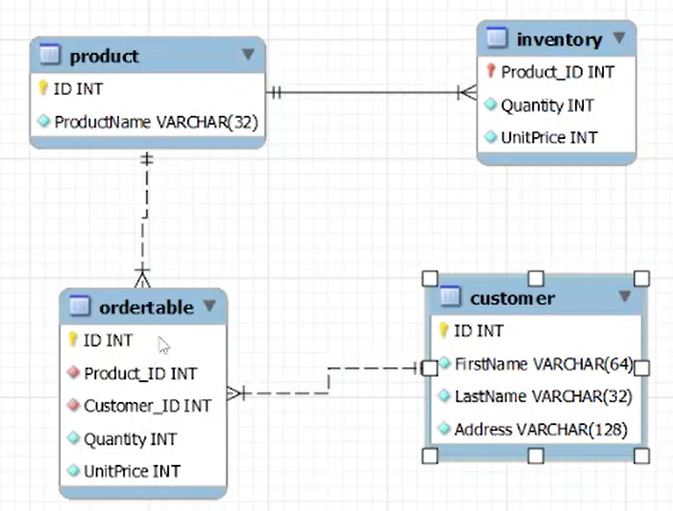 product
ID INT
ProductName VARCHAR(32)
inventory
Product_ID INT
Quantity INT
UnitPrice INT
ordertable
ID INT
Product_ID INT
Customer_ID INT
Quantity INT
UnitPrice INT
customer
ID INT
FirstName VARCHAR(64)
LastName VARCHAR(32)
Address VARCHAR(128)